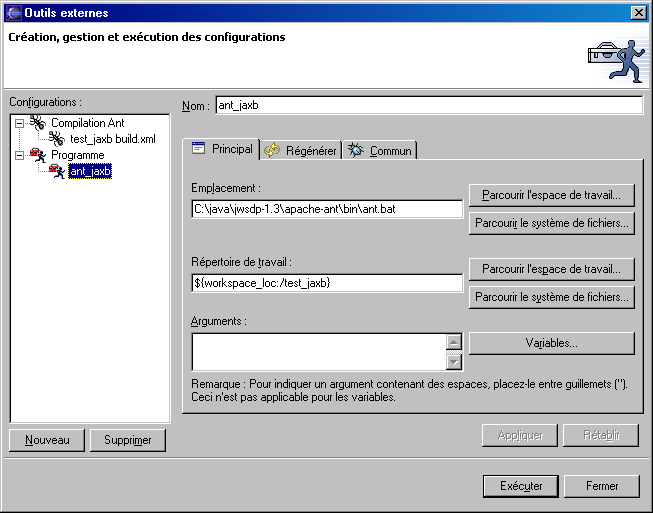 Outils externes
Création, gestion et exécution des configurations
Configurations :
Compilation Ant
test_jaxb build.xml
Programme
ant_jaxb
Nouveau
Supprimer
Nom : ant_jaxb
Principal Régénérer Commun
Emplacement :
C:\java\jwsdp-1.3\apache-ant\bin\ant.bat
Parcourir l'espace de travail...
Parcourir le système de fichiers...
Répertoire de travail :
${workspace_loc:/test_jaxb}
Parcourir l'espace de travail...
Parcourir le système de fichiers...
Arguments :
Variables...
Remarque : Pour indiquer un argument contenant des espaces, placez-le entre guillemets (").
Ceci n'est pas applicable pour les variables.
Appliquer Rétablir
Exécuter Fermer